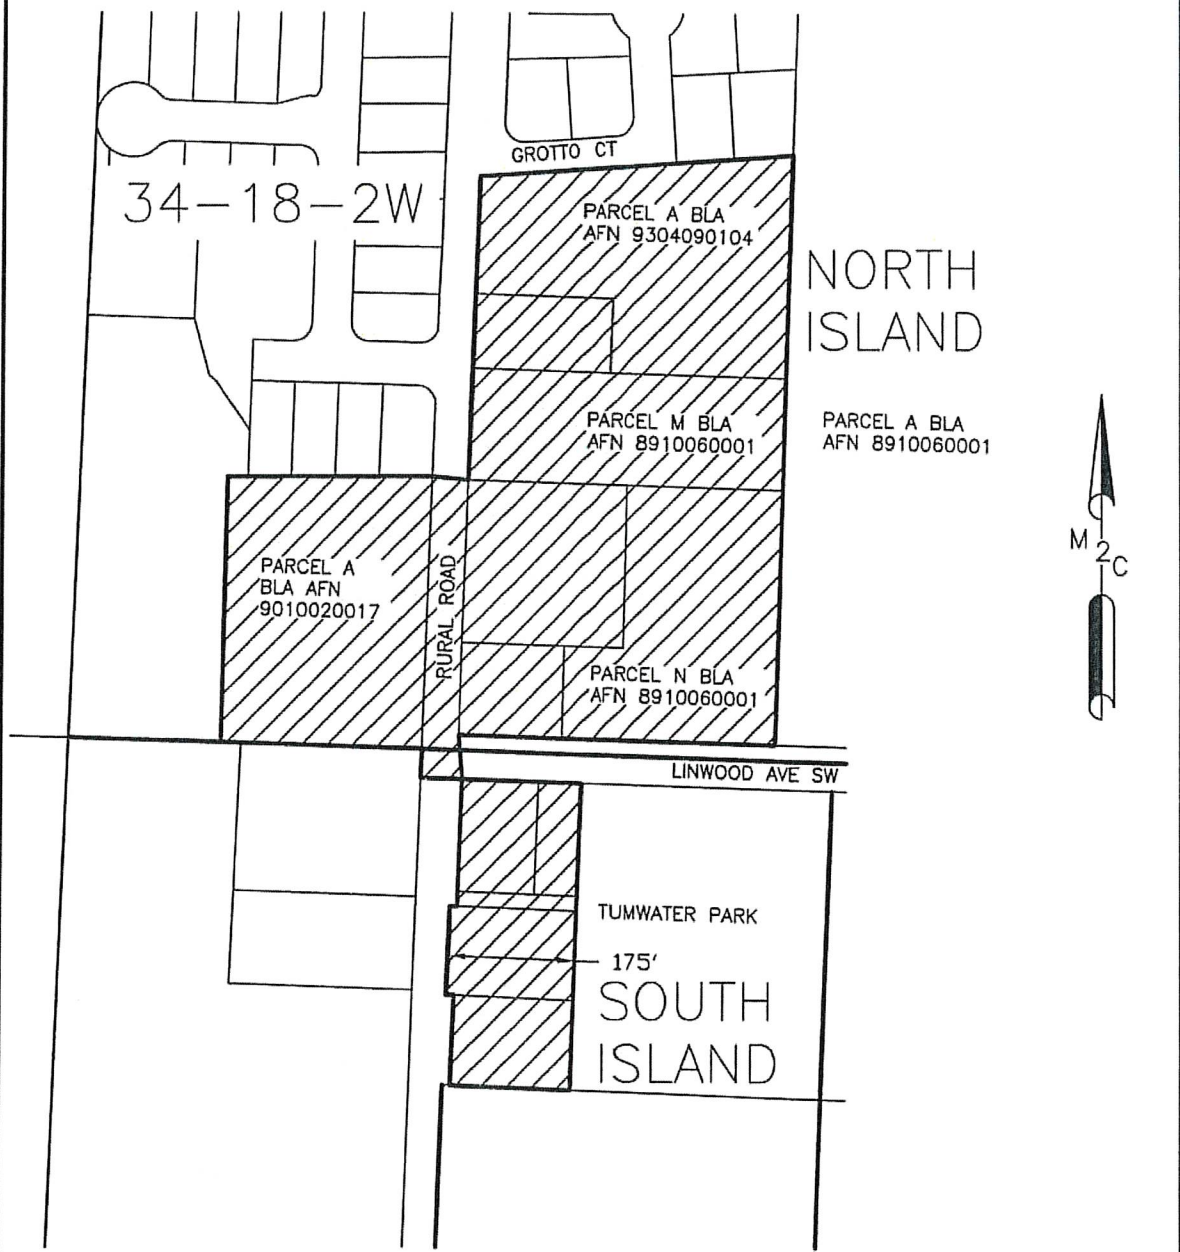 GROTTO CT
34-18-2W
PARCEL A BLA
AFN 9304090104
NORTH
ISLAND
PARCEL M BLA
AFN 8910060001
PARCEL A BLA
AFN 8910060001
M2C
PARCEL A
BLA AFN
9010020017
RURAL ROAD
PARCEL N BLA
AFN 8910060001
LINWOOD AVE SW
TUMWATER PARK
175'
SOUTH
ISLAND